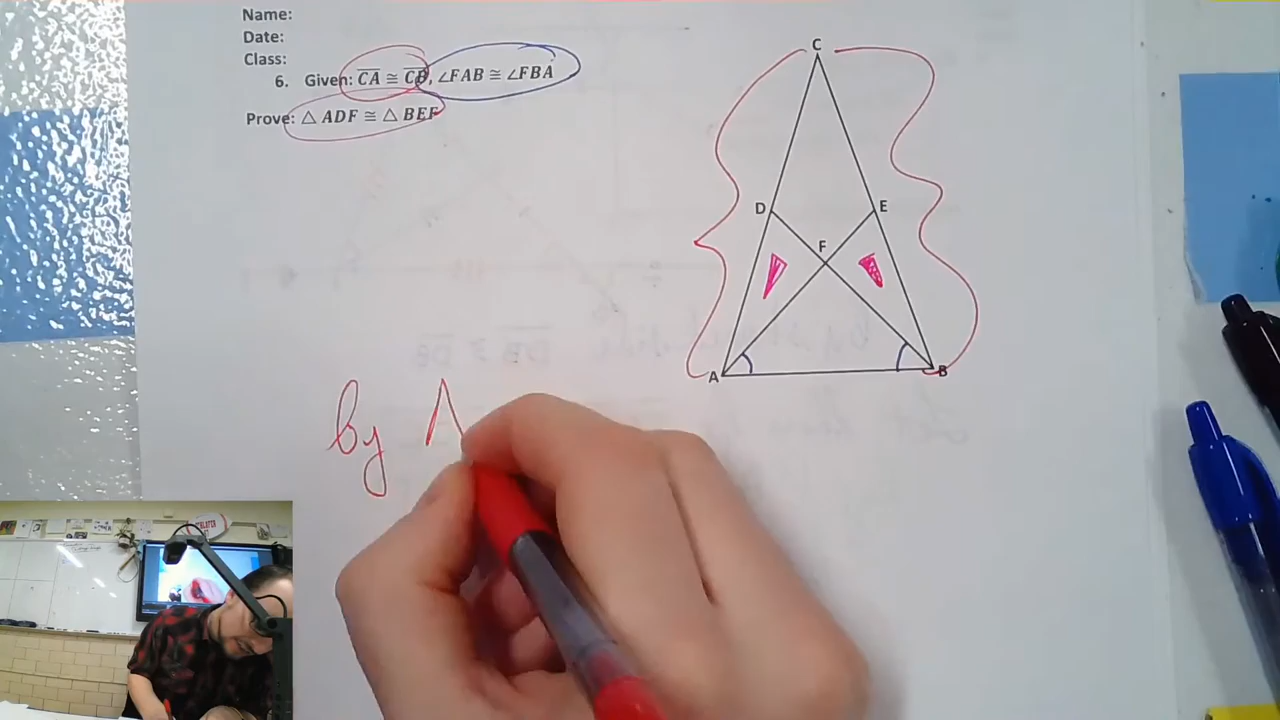 Name:
Date:
Class:
6. Given: CA ≅ CB, ∠FAB ≅ ∠FBA
Prove: △ ADF ≅ △ BEF
C
D
E
F
A
B
by A